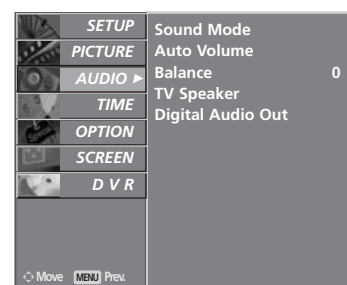 SETUP
PICTURE
AUDIO
TIME
OPTION
SCREEN
D V R
Move MENU Prev.
Sound Mode
Auto Volume
Balance 0
TV Speaker
Digital Audio Out